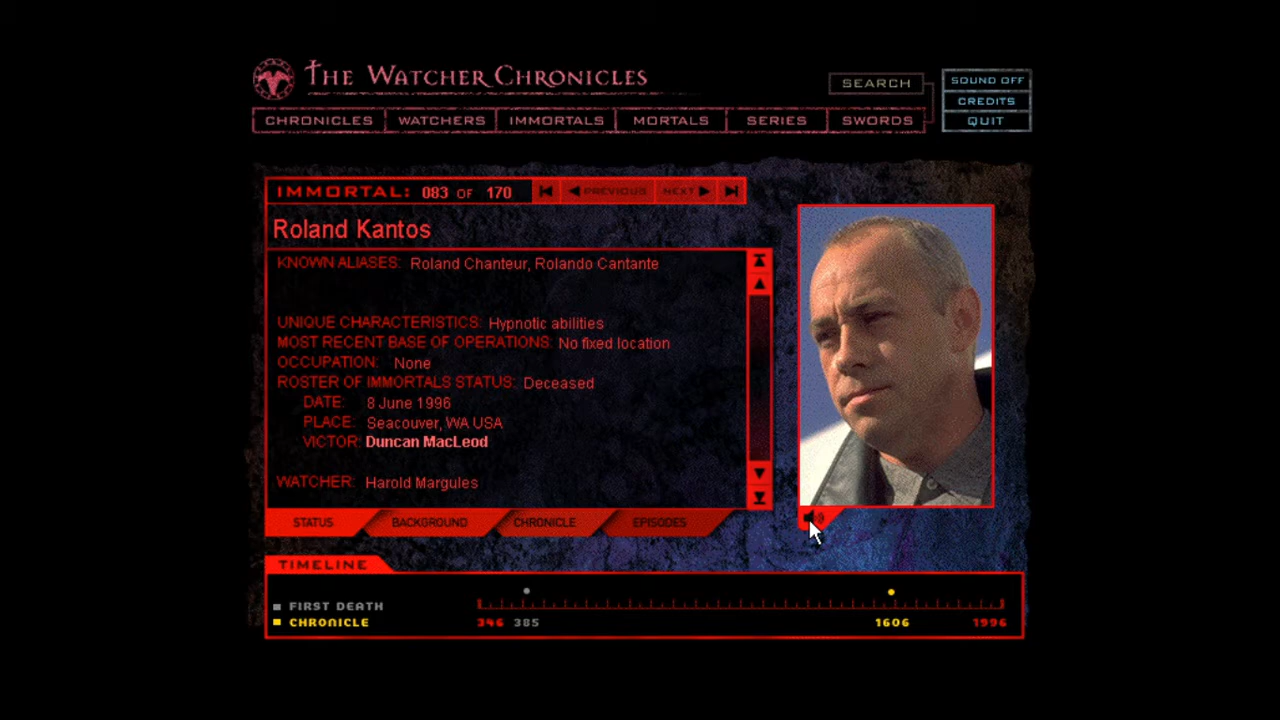 THE WATCHER CHRONICLES
SEARCH
SOUND OFF
CREDITS
QUIT
CHRONICLES WATCHERS IMMORTALS MORTALS SERIES SWORDS
IMMORTAL: 083 OF 170 PREVIOUS NEXT
Roland Kantos
KNOWN ALIASES: Roland Chanteur, Rolando Cantante
UNIQUE CHARACTERISTICS: Hypnotic abilities
MOST RECENT BASE OF OPERATIONS: No fixed location
OCCUPATION: None
ROSTER OF IMMORTALS STATUS: Deceased
DATE: 8 June 1996
PLACE: Seacouver, WA USA
VICTOR: Duncan MacLeod
WATCHER: Harold Margules
STATUS BACKGROUND CHRONICLE EPISODES
TIMELINE
FIRST DEATH
CHRONICLE
346 385 1606 1996